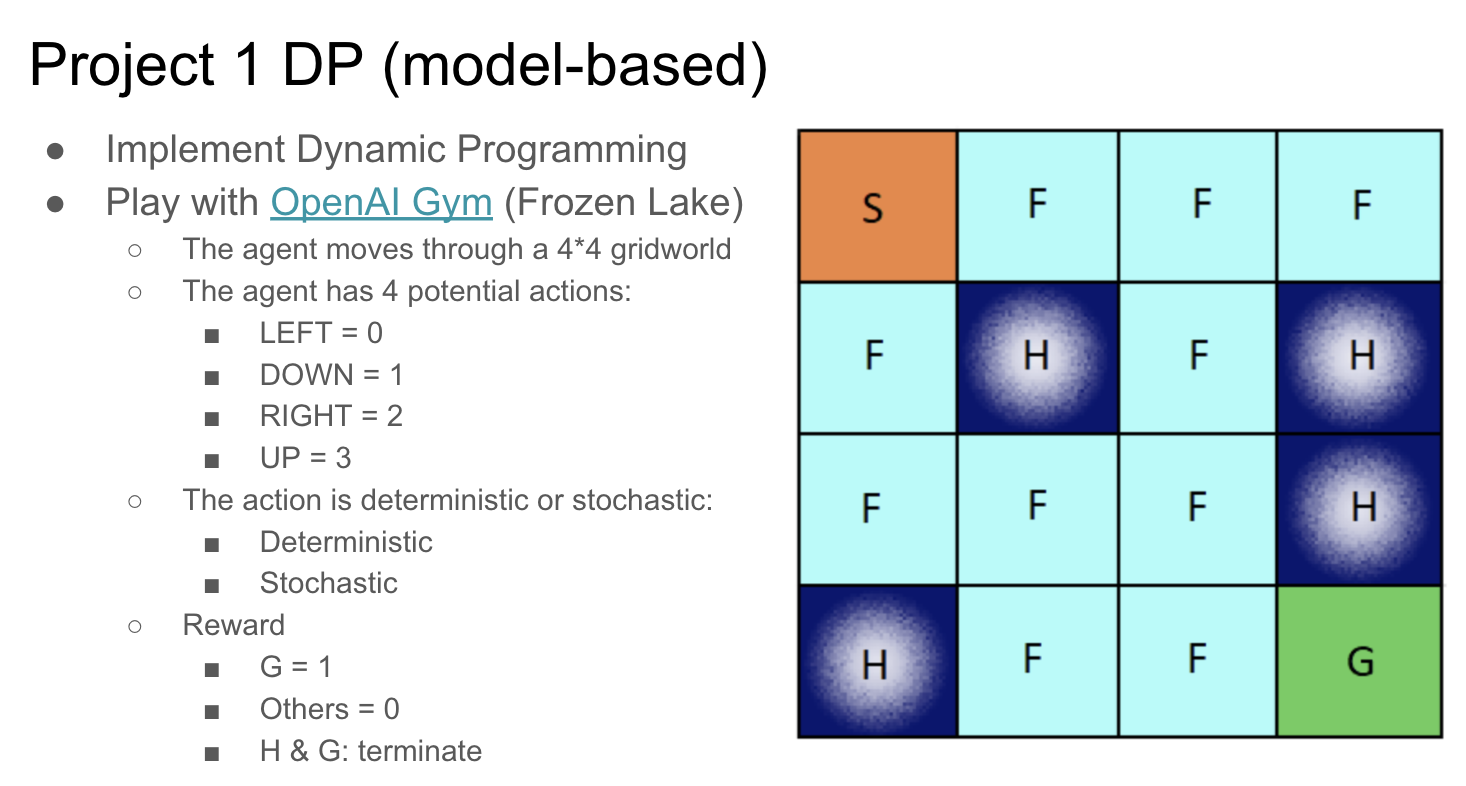 Project 1 DP (model-based)
● Implement Dynamic Programming
● Play with OpenAI Gym (Frozen Lake)
○ The agent moves through a 4*4 gridworld
○ The agent has 4 potential actions:
■ LEFT = 0
■ DOWN = 1
■ RIGHT = 2
■ UP = 3
○ The action is deterministic or stochastic:
■ Deterministic
■ Stochastic
○ Reward
■ G = 1
■ Others = 0
■ H & G: terminate
S F F F
F H F H
F F F H
H F F G